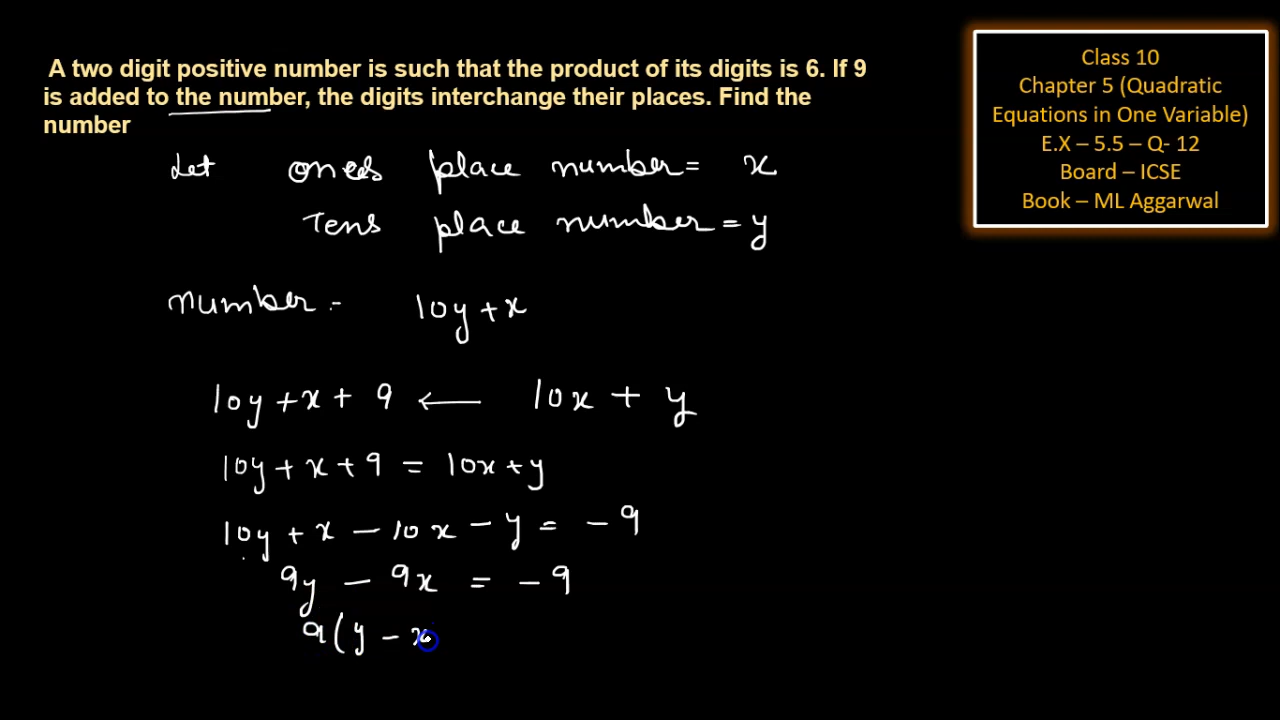 A two digit positive number is such that the product of its digits is 6. If 9
is added to the number, the digits interchange their places. Find the
number
Let ones place number = x
Tens place number = y
number = 10y + x
10y + x + 9 ← 10x + y
10y + x + 9 = 10x + y
10y + x - 10x - y = - 9
9y - 9x = - 9
9(y - x
Class 10
Chapter 5 (Quadratic
Equations in One Variable)
E.X – 5.5 – Q- 12
Board – ICSE
Book – ML Aggarwal